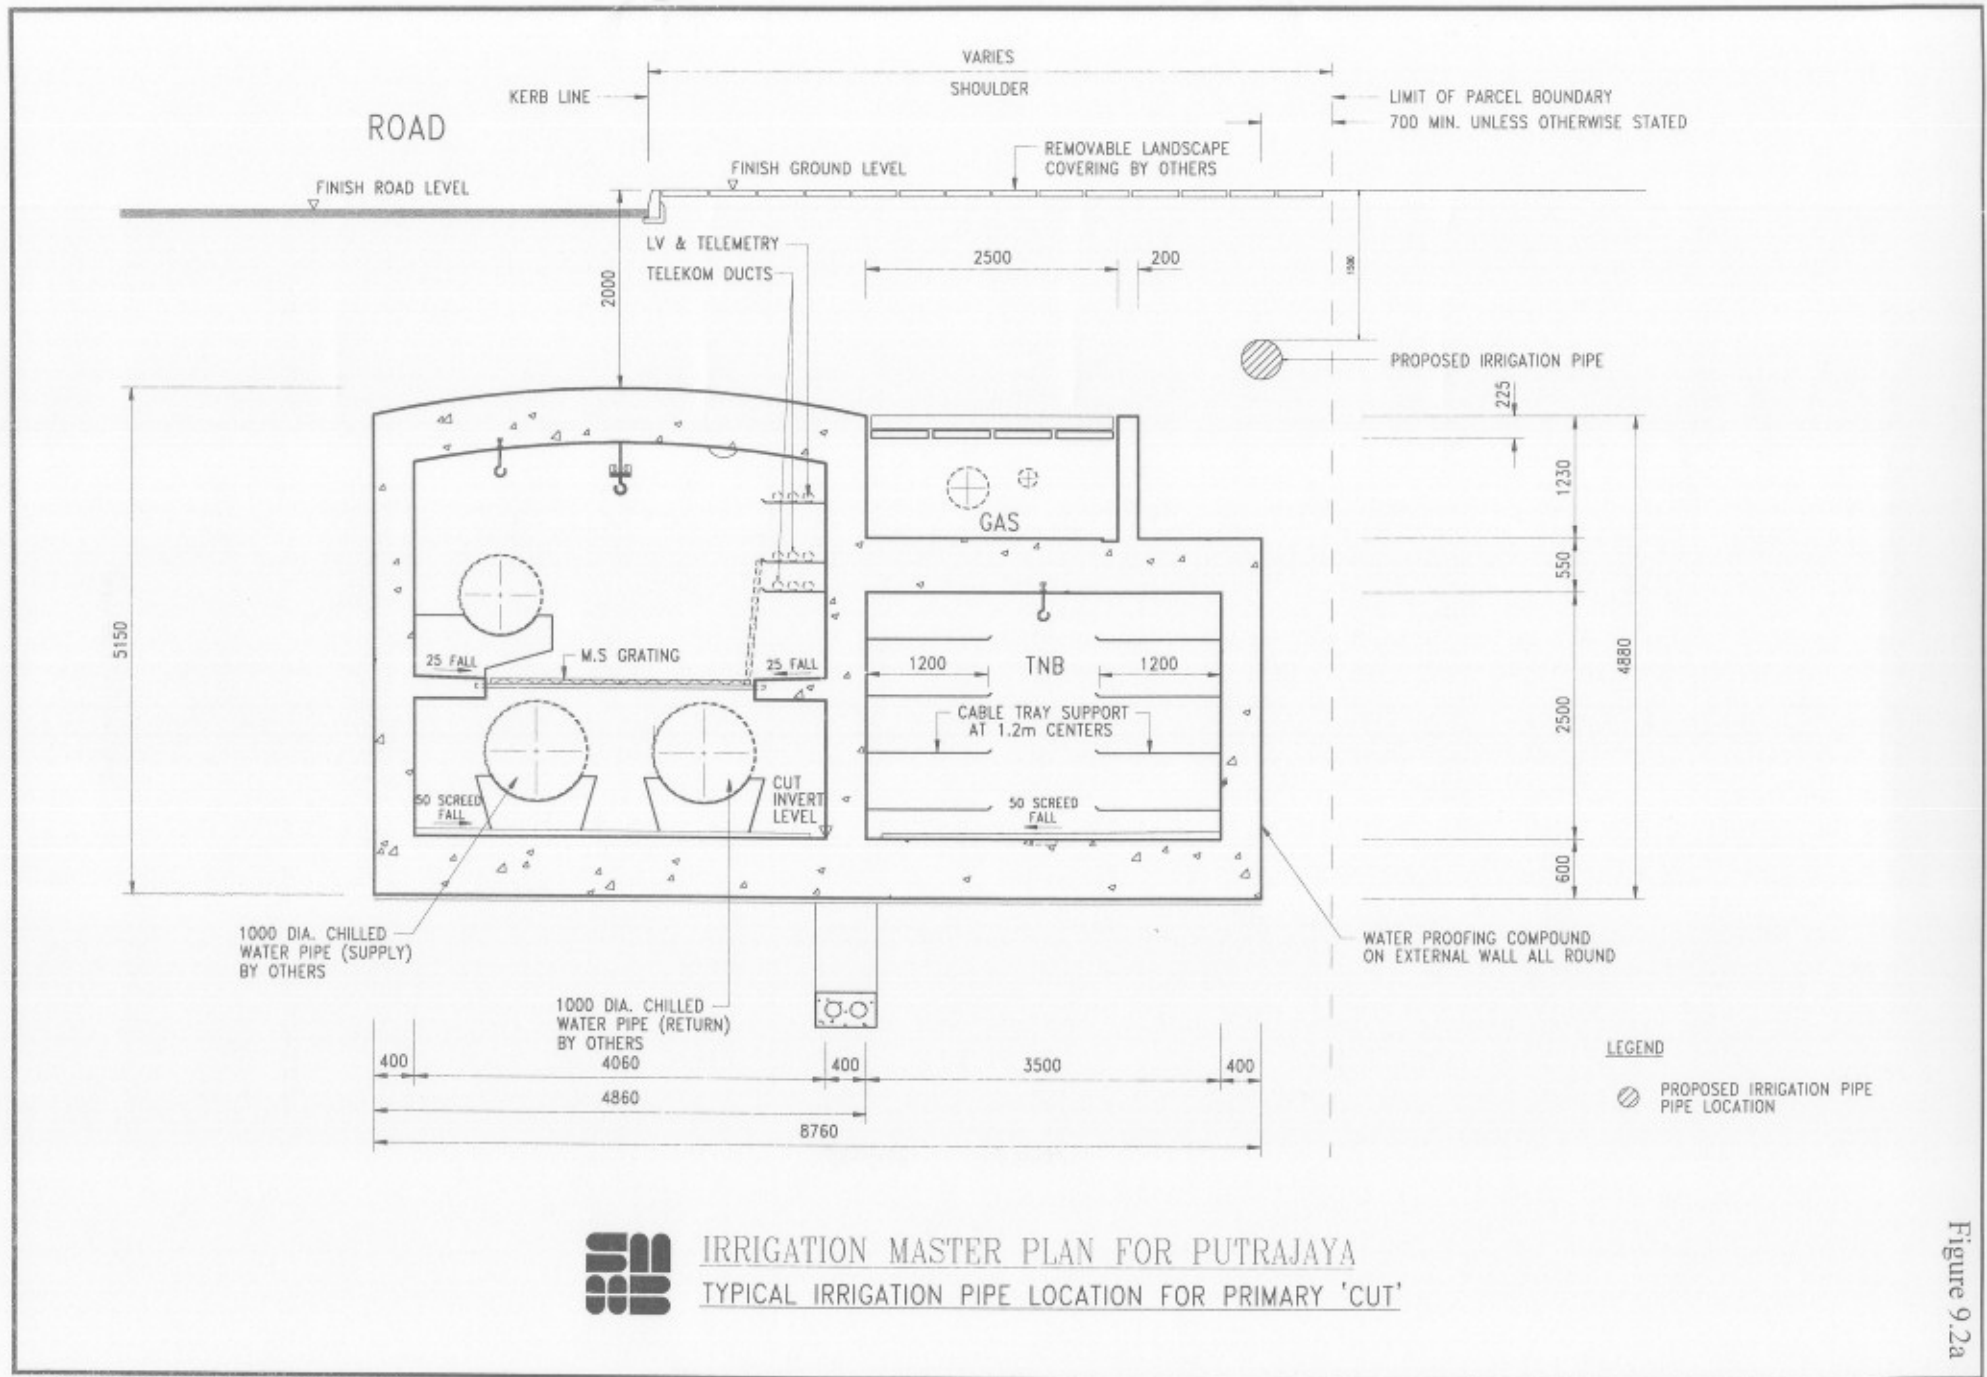 VARIES
SHOULDER
KERB LINE
LIMIT OF PARCEL BOUNDARY
700 MIN. UNLESS OTHERWISE STATED
ROAD
REMOVABLE LANDSCAPE
COVERING BY OTHERS
FINISH GROUND LEVEL
FINISH ROAD LEVEL
LV & TELEMETRY
TELEKOM DUCTS
2000
2500
200
1500
PROPOSED IRRIGATION PIPE
225
1230
550
2500
600
4880
5150
GAS
25 FALL
M.S GRATING
25 FALL
1200
TNB
1200
CABLE TRAY SUPPORT
AT 1.2m CENTERS
50 SCREED
FALL
CUT
INVERT
LEVEL
50 SCREED
FALL
1000 DIA. CHILLED
WATER PIPE (SUPPLY)
BY OTHERS
1000 DIA. CHILLED
WATER PIPE (RETURN)
BY OTHERS
WATER PROOFING COMPOUND
ON EXTERNAL WALL ALL ROUND
400
4060
400
3500
400
4860
8760
LEGEND
PROPOSED IRRIGATION PIPE
PIPE LOCATION
IRRIGATION MASTER PLAN FOR PUTRAJAYA
TYPICAL IRRIGATION PIPE LOCATION FOR PRIMARY 'CUT'
Figure 9.2a